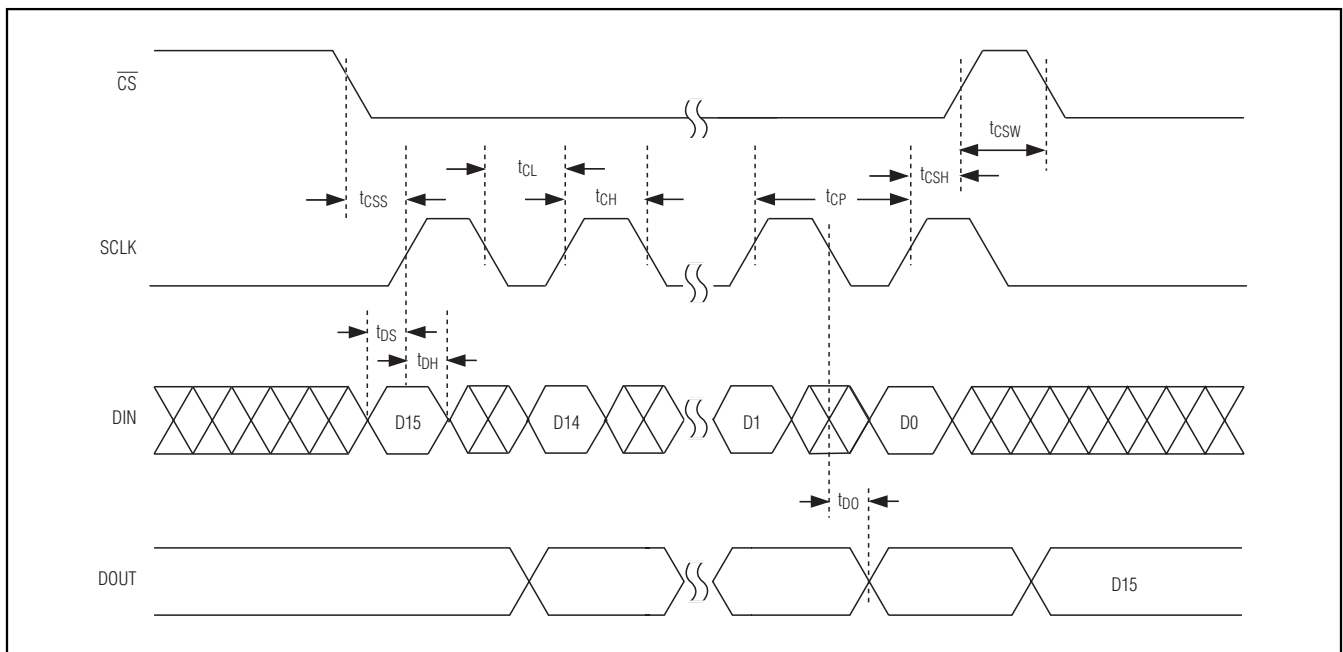 CS
tCSW
tCL
tCSH
tCSS
tCH
tCP
SCLK
tDS
tDH
DIN
D15
D14
D1
D0
tDO
DOUT
D15